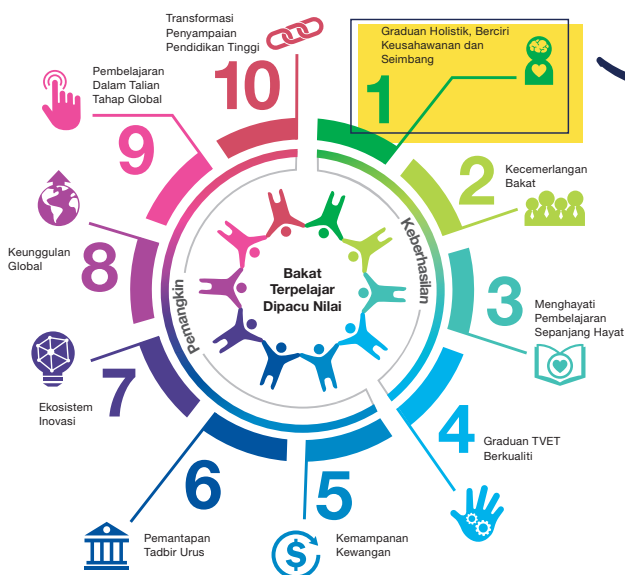 1
Graduan Holistik, Berciri
Keusahawanan dan
Seimbang
2
Kecemerlangan
Bakat
3
Menghayati
Pembelajaran
Sepanjang Hayat
4
Graduan TVET
Berkualiti
5
Kemampanan
Kewangan
$
6
Pemantapan
Tadbir Urus
7
Ekosistem
Inovasi
8
Keunggulan
Global
9
Pembelajaran
Dalam Talian
Tahap Global
10
Transformasi
Penyampaian
Pendidikan Tinggi
Pemangkin
Keberhasilan
Bakat
Terpelajar
Dipacu Nilai